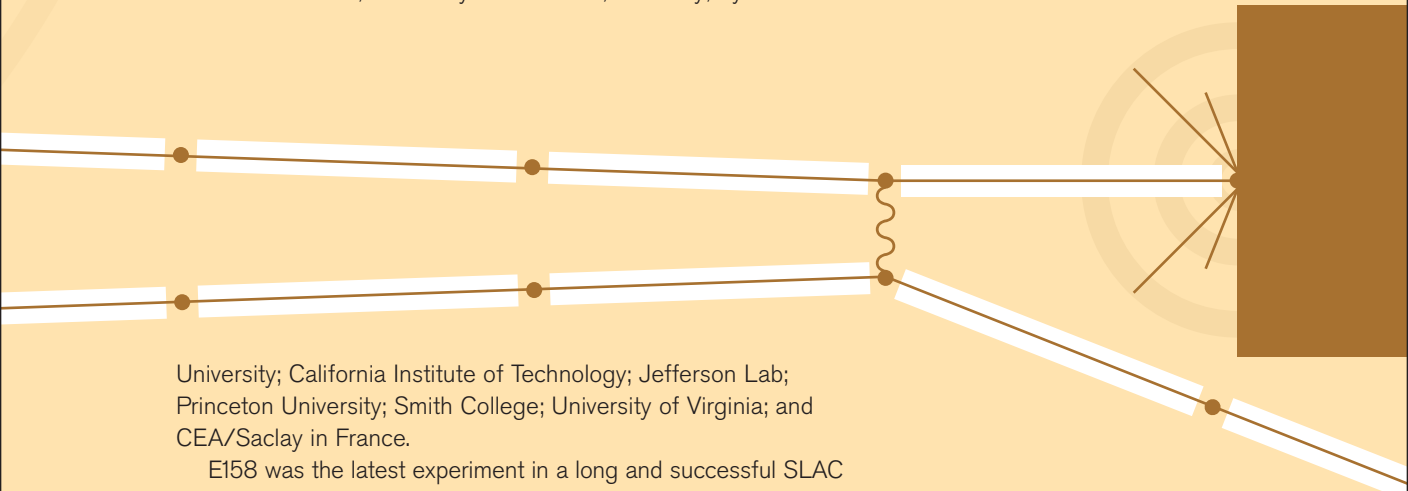 University; California Institute of Technology; Jefferson Lab;
Princeton University; Smith College; University of Virginia; and
CEA/Saclay in France.
E158 was the latest experiment in a long and successful SLAC